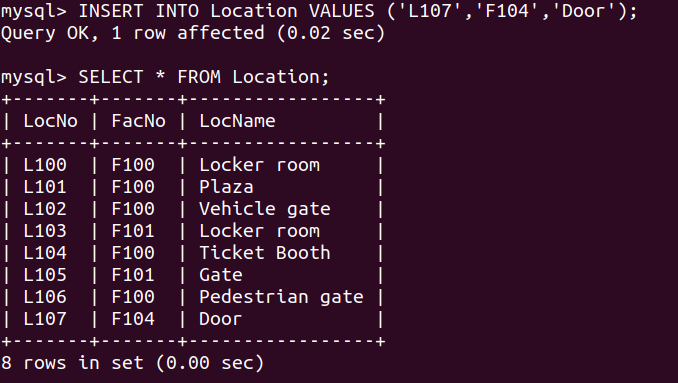 mysql> INSERT INTO Location VALUES ('L107','F104','Door');
Query OK, 1 row affected (0.02 sec)

mysql> SELECT * FROM Location;
+-------+-------+-----------------+
| LocNo | FacNo | LocName         |
+-------+-------+-----------------+
| L100  | F100  | Locker room     |
| L101  | F100  | Plaza           |
| L102  | F100  | Vehicle gate    |
| L103  | F101  | Locker room     |
| L104  | F100  | Ticket Booth    |
| L105  | F101  | Gate            |
| L106  | F100  | Pedestrian gate |
| L107  | F104  | Door            |
+-------+-------+-----------------+
8 rows in set (0.00 sec)